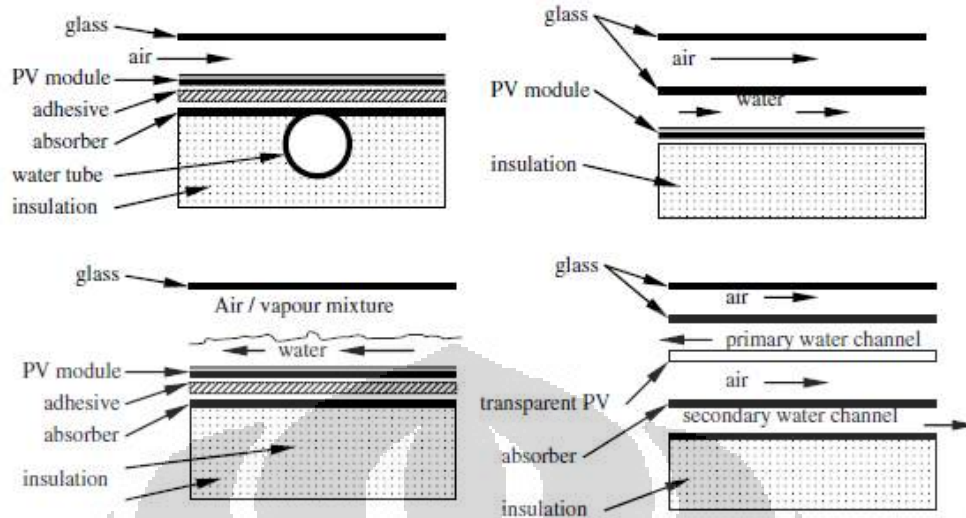 glass
air
PV module
adhesive
absorber
water tube
insulation
glass
air
water
PV module
insulation
glass
Air / vapour mixture
water
PV module
adhesive
absorber
insulation
glass
air
primary water channel
air
transparent PV
secondary water channel
absorber
insulation